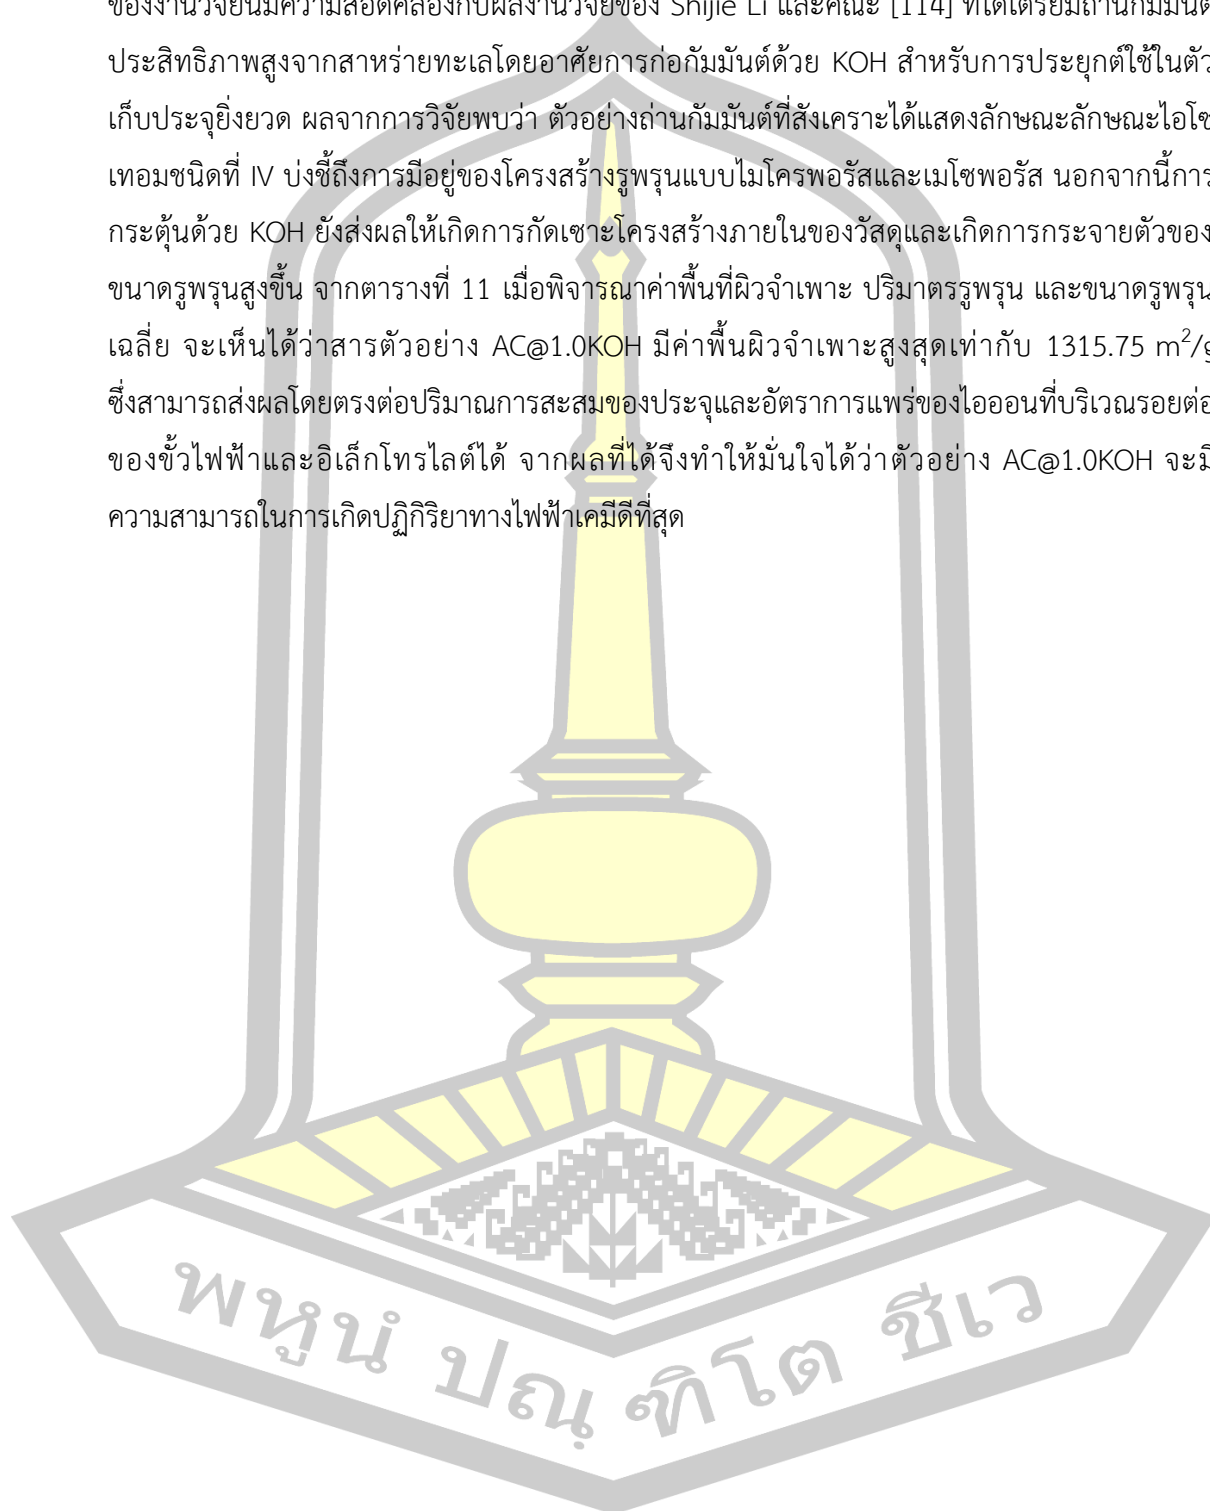 ของงานวิจัยนี้มีความสอดคล้องกับผลงานวิจัยของ Shijie Li และคณะ [114] ที่ได้เตรียมถ่านกัมมันต์
ประสิทธิภาพสูงจากสาหร่ายทะเลโดยอาศัยการก่อกัมมันต์ด้วย KOH สำหรับการประยุกต์ใช้ในตัว
เก็บประจุยิ่งยวด ผลจากการวิจัยพบว่า ตัวอย่างถ่านกัมมันต์ที่สังเคราะได้แสดงลักษณะลักษณะไอโซ
เทอมชนิดที่ IV บ่งชี้ถึงการมีอยู่ของโครงสร้างรูพรุนแบบไมโครพอรัสและเมโซพอรัส นอกจากนี้การ
กระตุ้นด้วย KOH ยังส่งผลให้เกิดการกัดเซาะโครงสร้างภายในของวัสดุและเกิดการกระจายตัวของ
ขนาดรูพรุนสูงขึ้น จากตารางที่ 11 เมื่อพิจารณาค่าพื้นที่ผิวจำเพาะ ปริมาตรรูพรุน และขนาดรูพรุน
เฉลี่ย จะเห็นได้ว่าสารตัวอย่าง AC@1.0KOH มีค่าพื้นผิวจำเพาะสูงสุดเท่ากับ 1315.75 m²/g
ซึ่งสามารถส่งผลโดยตรงต่อปริมาณการสะสมของประจุและอัตราการแพร่ของไอออนที่บริเวณรอยต่อ
ของขั้วไฟฟ้าและอิเล็กโทรไลต์ได้ จากผลที่ได้จึงทำให้มั่นใจได้ว่าตัวอย่าง AC@1.0KOH จะมี
ความสามารถในการเกิดปฏิกิริยาทางไฟฟ้าเคมีดีที่สุด
พหูนํ ปณฺฑิโต ชีเว